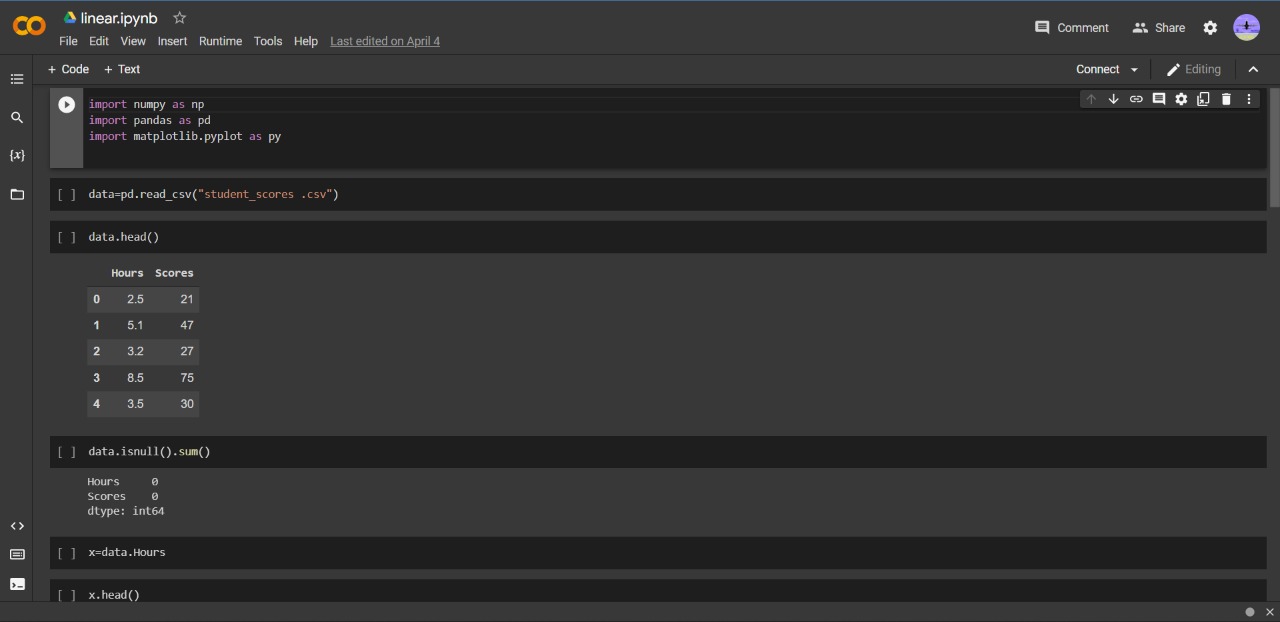 linear.ipynb
File Edit View Insert Runtime Tools Help Last edited on April 4
Comment Share
+ Code + Text
Connect Editing
{x}
import numpy as np
import pandas as pd
import matplotlib.pyplot as py
[ ] data=pd.read_csv("student_scores .csv")
[ ] data.head()
Hours Scores
0 2.5 21
1 5.1 47
2 3.2 27
3 8.5 75
4 3.5 30
[ ] data.isnull().sum()
Hours 0
Scores 0
dtype: int64
[ ] x=data.Hours
[ ] x.head()